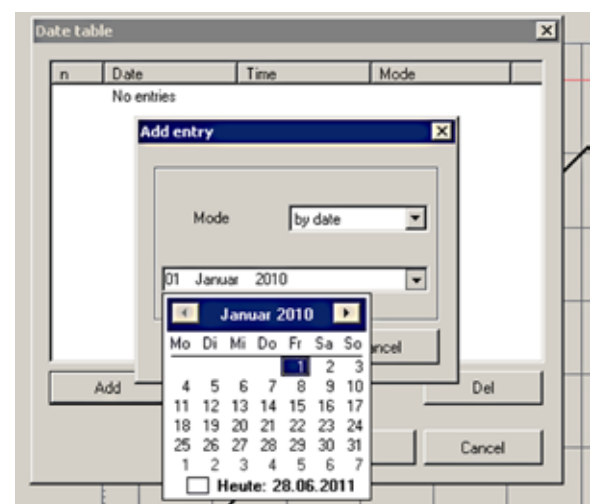 Date table
n Date Time Mode
No entries
Add entry
Mode by date
01 Januar 2010
Januar 2010
Mo Di Mi Do Fr Sa So
1 2 3
4 5 6 7 8 9 10
11 12 13 14 15 16 17
18 19 20 21 22 23 24
25 26 27 28 29 30 31
1 2 3 4 5 6 7
Heute: 28.06.2011
ancel
Add Del
Cancel